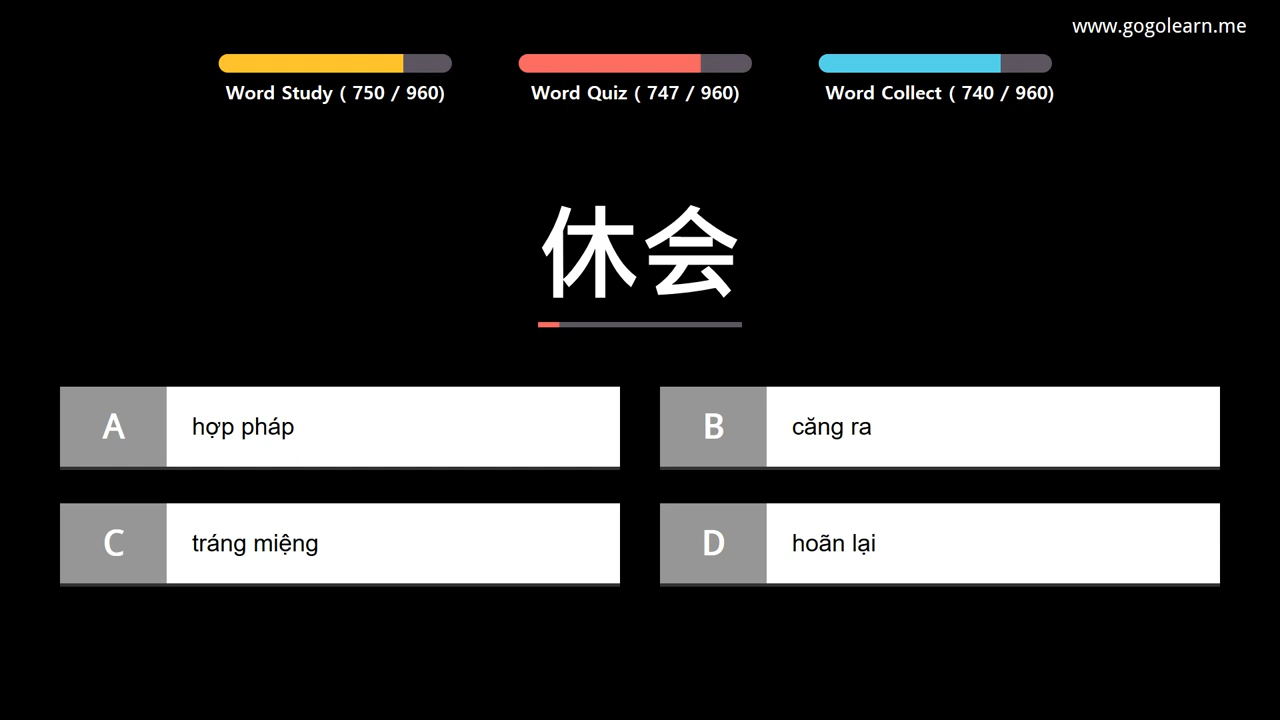 www.gogolearn.me
Word Study ( 750 / 960)
Word Quiz ( 747 / 960)
Word Collect ( 740 / 960)
休会
A hợp pháp
B căng ra
C tráng miệng
D hoãn lại